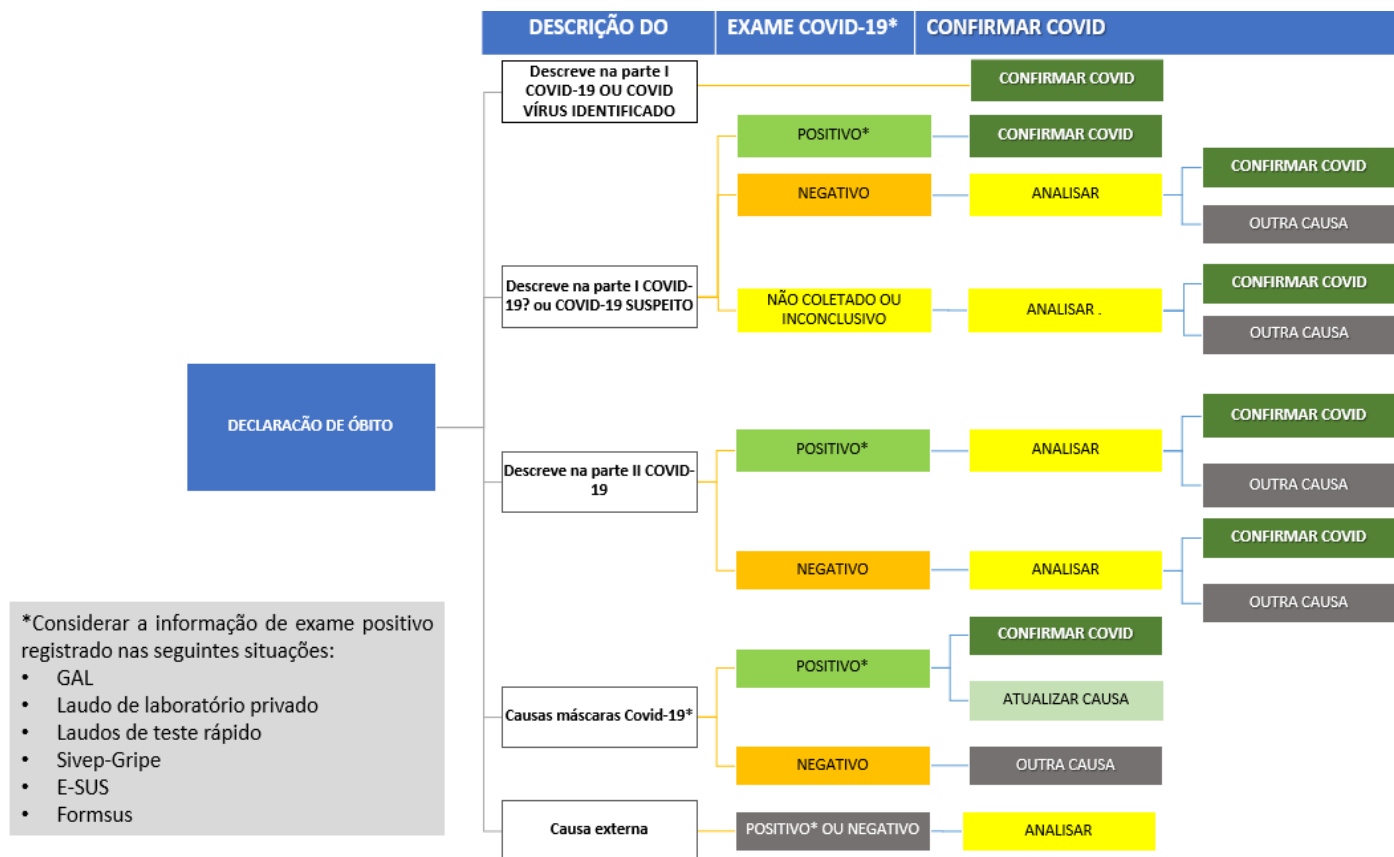 DESCRIÇÃO DO
EXAME COVID-19*
CONFIRMAR COVID
Descreve na parte I
COVID-19 OU COVID
VÍRUS IDENTIFICADO
CONFIRMAR COVID
POSITIVO*
CONFIRMAR COVID
NEGATIVO
ANALISAR
CONFIRMAR COVID
OUTRA CAUSA
Descreve na parte I COVID-
19? ou COVID-19 SUSPEITO
NÃO COLETADO OU
INCONCLUSIVO
ANALISAR .
CONFIRMAR COVID
OUTRA CAUSA
DECLARACÃO DE ÓBITO
Descreve na parte II COVID-
19
POSITIVO*
ANALISAR
CONFIRMAR COVID
OUTRA CAUSA
NEGATIVO
ANALISAR
CONFIRMAR COVID
OUTRA CAUSA
Causas máscaras Covid-19*
POSITIVO*
CONFIRMAR COVID
ATUALIZAR CAUSA
NEGATIVO
OUTRA CAUSA
Causa externa
POSITIVO* OU NEGATIVO
ANALISAR
*Considerar a informação de exame positivo
registrado nas seguintes situações:
• GAL
• Laudo de laboratório privado
• Laudos de teste rápido
• Sivep-Gripe
• E-SUS
• Formsus